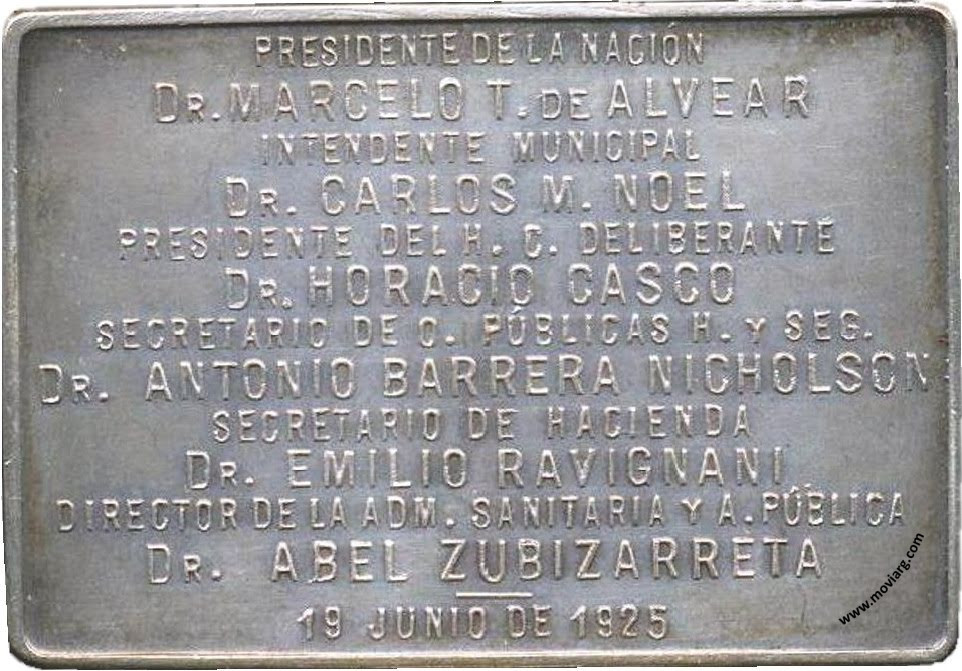 PRESIDENTE DE LA NACIÓN
DR. MARCELO T. DE ALVEAR
INTENDENTE MUNICIPAL
DR. CARLOS M. NOEL
PRESIDENTE DEL H. C. DELIBERANTE
DR. HORACIO CASCO
SECRETARIO DE O. PÚBLICAS H. Y SEG.
DR. ANTONIO BARRERA NICHOLSON
SECRETARIO DE HACIENDA
DR. EMILIO RAVIGNANI
DIRECTOR DE LA ADM. SANITARIA Y A. PÚBLICA
DR. ABEL ZUBIZARRETA
19 JUNIO DE 1925
www.moviarg.com